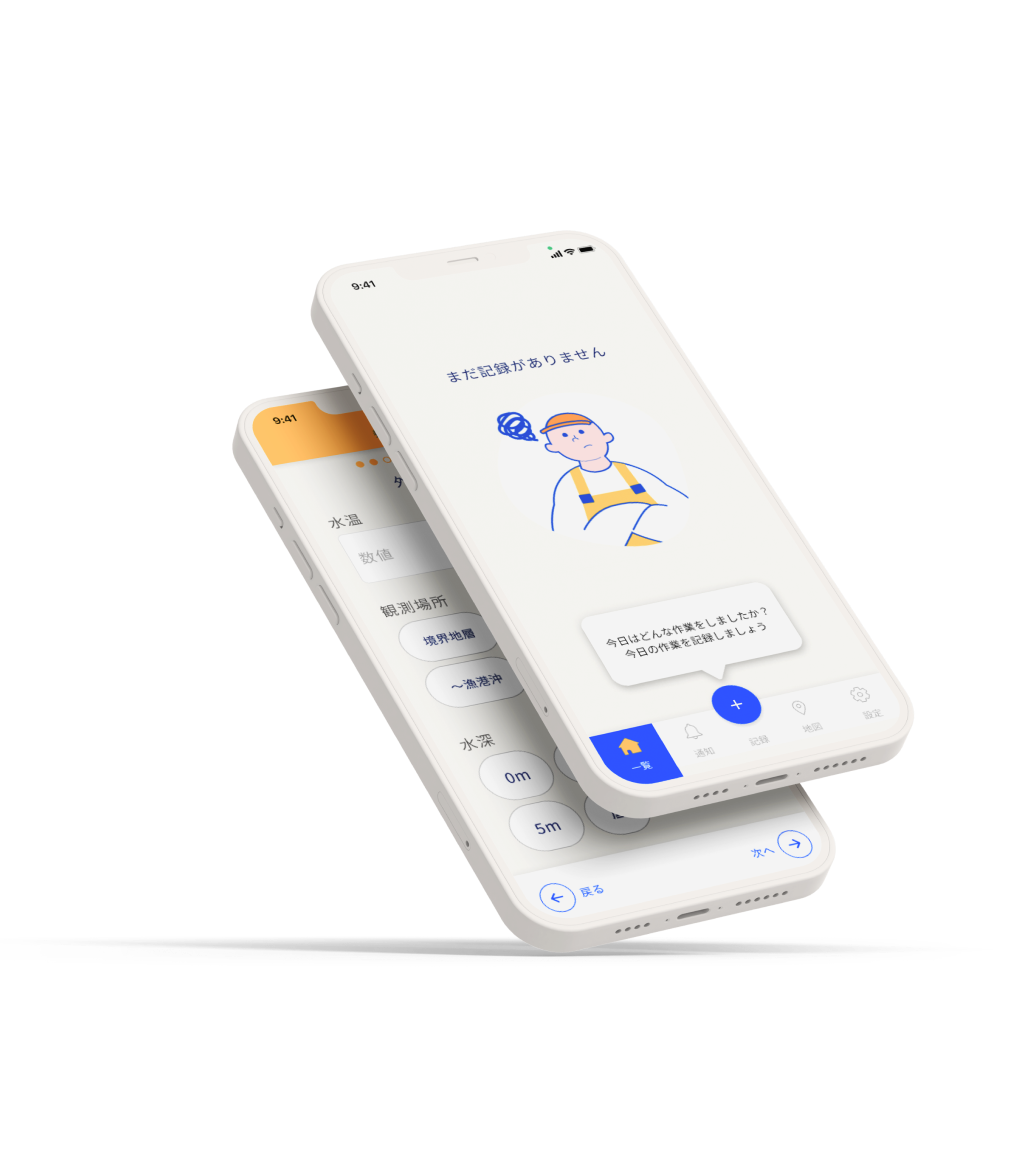 9:41
まだ記録がありません
今日はどんな作業をしましたか？
今日の作業を記録しましょう
一覧
通知
記録
地図
設定
9:41
水温
数値
観測場所
境界地層
～漁港沖
水深
0m
5m
戻る
次へ